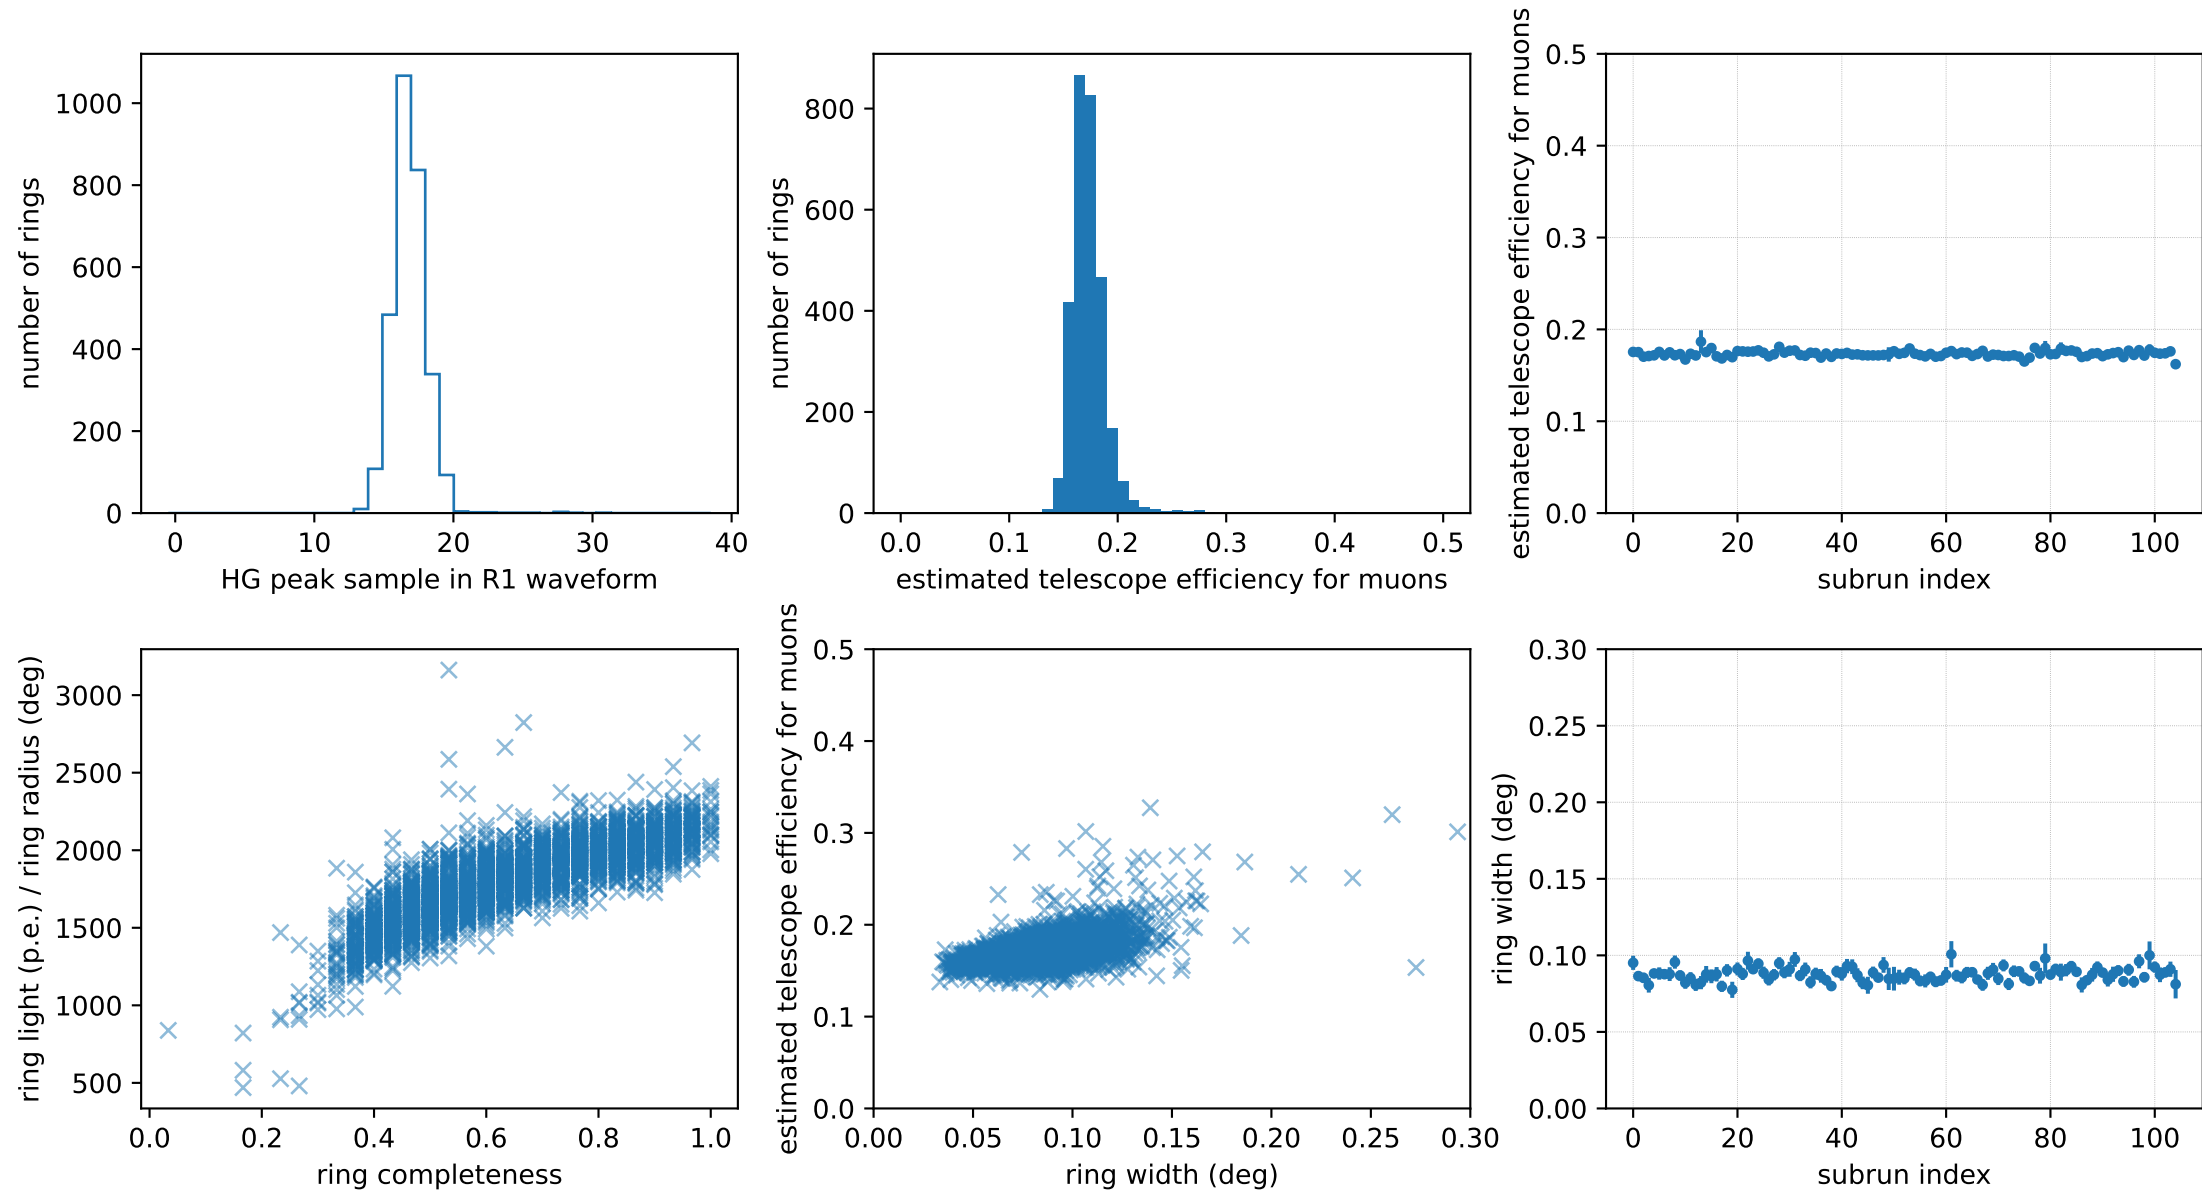 number of rings
1000
800
600
400
200
0
0 10 20 30 40
HG peak sample in R1 waveform
number of rings
800
600
400
200
0
0.0 0.1 0.2 0.3 0.4 0.5
estimated telescope efficiency for muons
estimated telescope efficiency for muons
0.5
0.4
0.3
0.2
0.1
0.0
0 20 40 60 80 100
subrun index
ring light (p.e.) / ring radius (deg)
3000
2500
2000
1500
1000
500
0.0 0.2 0.4 0.6 0.8 1.0
ring completeness
estimated telescope efficiency for muons
0.5
0.4
0.3
0.2
0.1
0.0
0.00 0.05 0.10 0.15 0.20 0.25 0.30
ring width (deg)
ring width (deg)
0.30
0.25
0.20
0.15
0.10
0.05
0.00
0 20 40 60 80 100
subrun index